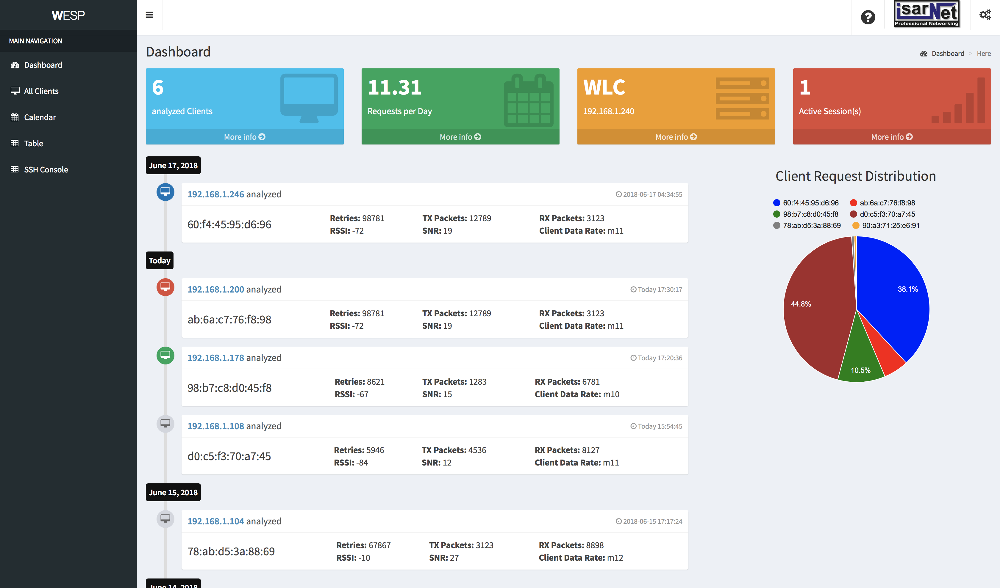 WESP
isarNet
Professional Networking
MAIN NAVIGATION
Dashboard
All Clients
Calendar
Table
SSH Console
Dashboard
Dashboard > Here
6
analyzed Clients
More info
11.31
Requests per Day
More info
WLC
192.168.1.240
More info
1
Active Session(s)
More info
June 17, 2018
192.168.1.246 analyzed
2018-06-17 04:34:55
60:f4:45:95:d6:96
Retries: 98781
TX Packets: 12789
RX Packets: 3123
RSSI: -72
SNR: 19
Client Data Rate: m11
Today
192.168.1.200 analyzed
Today 17:30:17
ab:6a:c7:76:f8:98
Retries: 98781
TX Packets: 12789
RX Packets: 3123
RSSI: -72
SNR: 19
Client Data Rate: m11
192.168.1.178 analyzed
Today 17:20:36
98:b7:c8:d0:45:f8
Retries: 8621
TX Packets: 1283
RX Packets: 6781
RSSI: -67
SNR: 15
Client Data Rate: m10
192.168.1.108 analyzed
Today 15:54:45
d0:c5:f3:70:a7:45
Retries: 5946
TX Packets: 4536
RX Packets: 8127
RSSI: -84
SNR: 12
Client Data Rate: m11
June 15, 2018
192.168.1.104 analyzed
2018-06-15 17:17:24
78:ab:d5:3a:88:69
Retries: 67867
TX Packets: 3123
RX Packets: 8898
RSSI: -10
SNR: 27
Client Data Rate: m12
June 14, 2018
Client Request Distribution
60:f4:45:95:d6:96
ab:6a:c7:76:f8:98
98:b7:c8:d0:45:f8
d0:c5:f3:70:a7:45
78:ab:d5:3a:88:69
90:a3:71:25:e6:91
38.1%
44.8%
10.5%